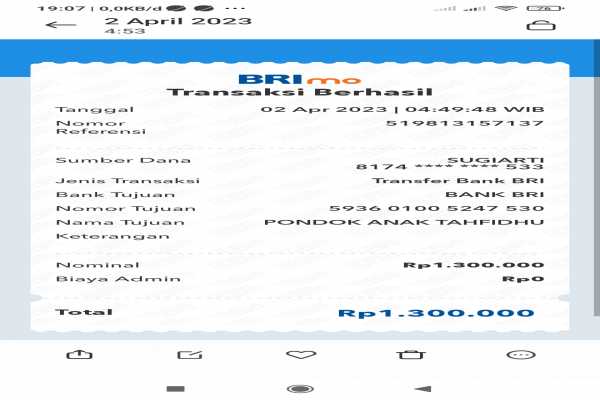 19:07 | 0,0KB/d ...
76
2 April 2023
4:53
BRImo
Transaksi Berhasil
Tanggal 02 Apr 2023 | 04:49:48 WIB
Nomor Referensi 519813157137
Sumber Dana SUGIARTI
8174 **** **** 533
Jenis Transaksi Transfer Bank BRI
Bank Tujuan BANK BRI
Nomor Tujuan 5936 0100 5247 530
Nama Tujuan PONDOK ANAK TAHFIDHU
Keterangan
Nominal Rp1.300.000
Biaya Admin Rp0
Total Rp1.300.000